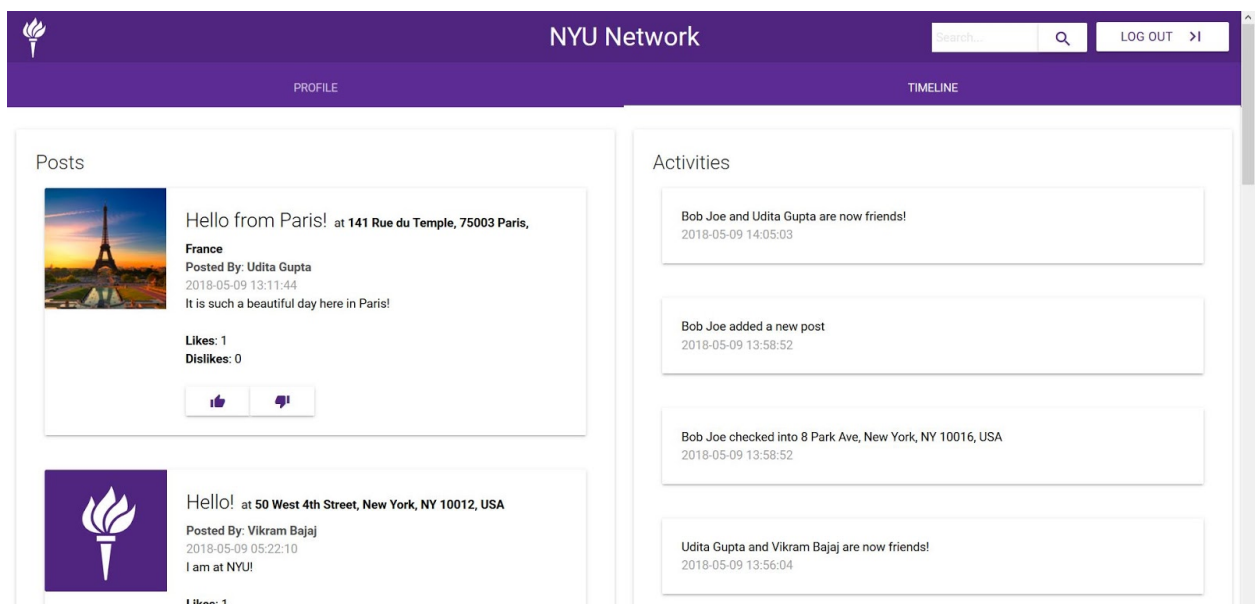 NYU Network
Search...
LOG OUT
PROFILE
TIMELINE
Posts
Hello from Paris! at 141 Rue du Temple, 75003 Paris,
France
Posted By: Udita Gupta
2018-05-09 13:11:44
It is such a beautiful day here in Paris!
Likes: 1
Dislikes: 0
Hello! at 50 West 4th Street, New York, NY 10012, USA
Posted By: Vikram Bajaj
2018-05-09 05:22:10
I am at NYU!
Likes: 1
Activities
Bob Joe and Udita Gupta are now friends!
2018-05-09 14:05:03
Bob Joe added a new post
2018-05-09 13:58:52
Bob Joe checked into 8 Park Ave, New York, NY 10016, USA
2018-05-09 13:58:52
Udita Gupta and Vikram Bajaj are now friends!
2018-05-09 13:56:04